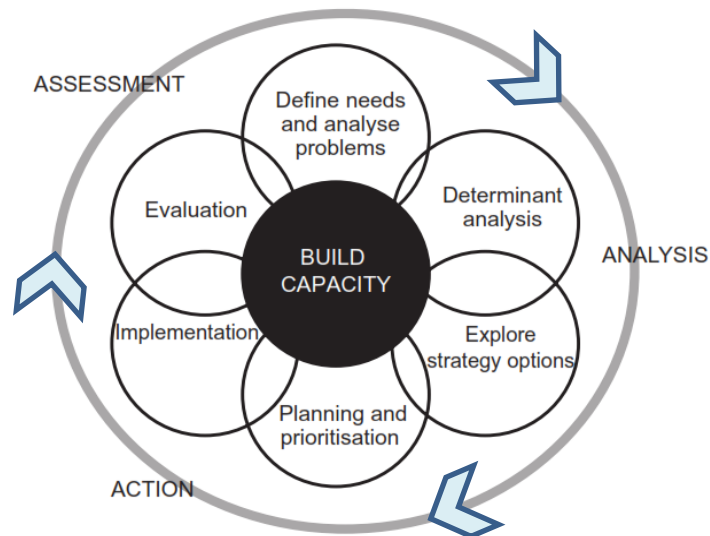 ASSESSMENT
Define needs
and analyse
problems
Determinant
analysis
ANALYSIS
Explore
strategy options
Planning and
prioritisation
ACTION
Implementation
Evaluation
BUILD
CAPACITY